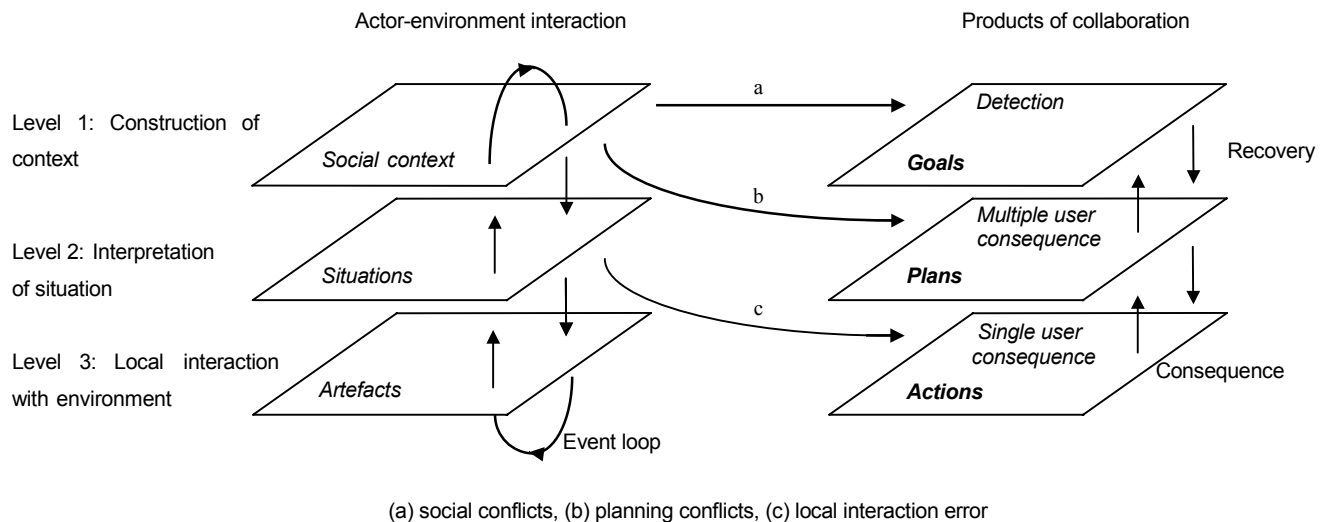 Actor-environment interaction
Products of collaboration
Level 1: Construction of
context
Social context
a
Detection
Goals
Recovery
b
Level 2: Interpretation
of situation
Situations
Multiple user
consequence
Plans
c
Level 3: Local interaction
with environment
Artefacts
Single user
consequence
Actions
Consequence
Event loop
(a) social conflicts, (b) planning conflicts, (c) local interaction error